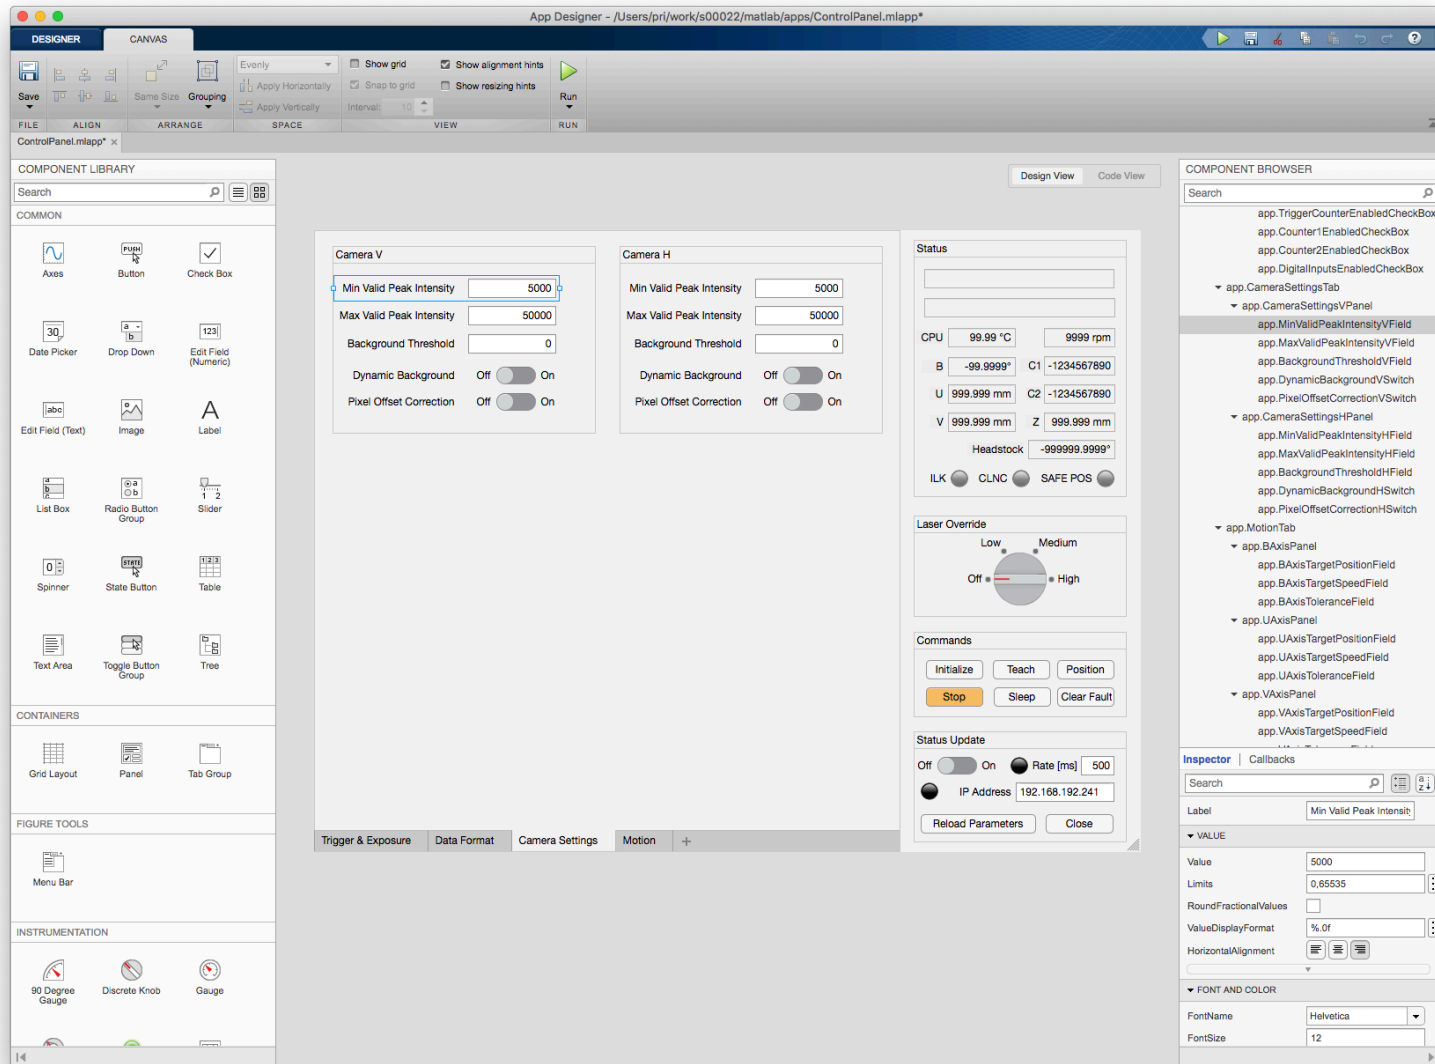 App Designer - /Users/pri/work/s00022/matlab/apps/ControlPanel.mlapp*
DESIGNER CANVAS
Evenly Show grid Show alignment hints
Apply Horizontally Snap to grid Show resizing hints
Save Same Size Grouping Apply Vertically Interval: 10 Run
FILE ALIGN ARRANGE SPACE VIEW RUN
ControlPanel.mlapp* ×
COMPONENT LIBRARY
Search
COMMON
Axes Button Check Box
Date Picker Drop Down Edit Field (Numeric)
Edit Field (Text) Image Label
List Box Radio Button Group Slider
Spinner State Button Table
Text Area Toggle Button Group Tree
CONTAINERS
Grid Layout Panel Tab Group
FIGURE TOOLS
Menu Bar
INSTRUMENTATION
90 Degree Gauge Discrete Knob Gauge
Design View Code View
Camera V
Min Valid Peak Intensity 5000
Max Valid Peak Intensity 50000
Background Threshold 0
Dynamic Background Off On
Pixel Offset Correction Off On
Camera H
Min Valid Peak Intensity 5000
Max Valid Peak Intensity 50000
Background Threshold 0
Dynamic Background Off On
Pixel Offset Correction Off On
Trigger & Exposure Data Format Camera Settings Motion +
Status
CPU 99.99 °C 9999 rpm
B -99.9999° C1 -1234567890
U 999.999 mm C2 -1234567890
V 999.999 mm Z 999.999 mm
Headstock -999999.9999°
ILK CLNC SAFE POS
Laser Override
Low Medium
Off High
Commands
Initialize Teach Position
Stop Sleep Clear Fault
Status Update
Off On Rate [ms] 500
IP Address 192.168.192.241
Reload Parameters Close
COMPONENT BROWSER
Search
app.TriggerCounterEnabledCheckBox
app.Counter1EnabledCheckBox
app.Counter2EnabledCheckBox
app.DigitalInputsEnabledCheckBox
app.CameraSettingsTab
app.CameraSettingsVPanel
app.MinValidPeakIntensityVField
app.MaxValidPeakIntensityVField
app.BackgroundThresholdVField
app.DynamicBackgroundVSwitch
app.PixelOffsetCorrectionVSwitch
app.CameraSettingsHPanel
app.MinValidPeakIntensityHField
app.MaxValidPeakIntensityHField
app.BackgroundThresholdHField
app.DynamicBackgroundHSwitch
app.PixelOffsetCorrectionHSwitch
app.MotionTab
app.BAxisPanel
app.BAxisTargetPositionField
app.BAxisTargetSpeedField
app.BAxisToleranceField
app.UAxisPanel
app.UAxisTargetPositionField
app.UAxisTargetSpeedField
app.UAxisToleranceField
app.VAxisPanel
app.VAxisTargetPositionField
app.VAxisTargetSpeedField
Inspector Callbacks
Search
Label Min Valid Peak Intensity
VALUE
Value 5000
Limits 0,65535
RoundFractionalValues
ValueDisplayFormat %.0f
HorizontalAlignment
FONT AND COLOR
FontName Helvetica
FontSize 12